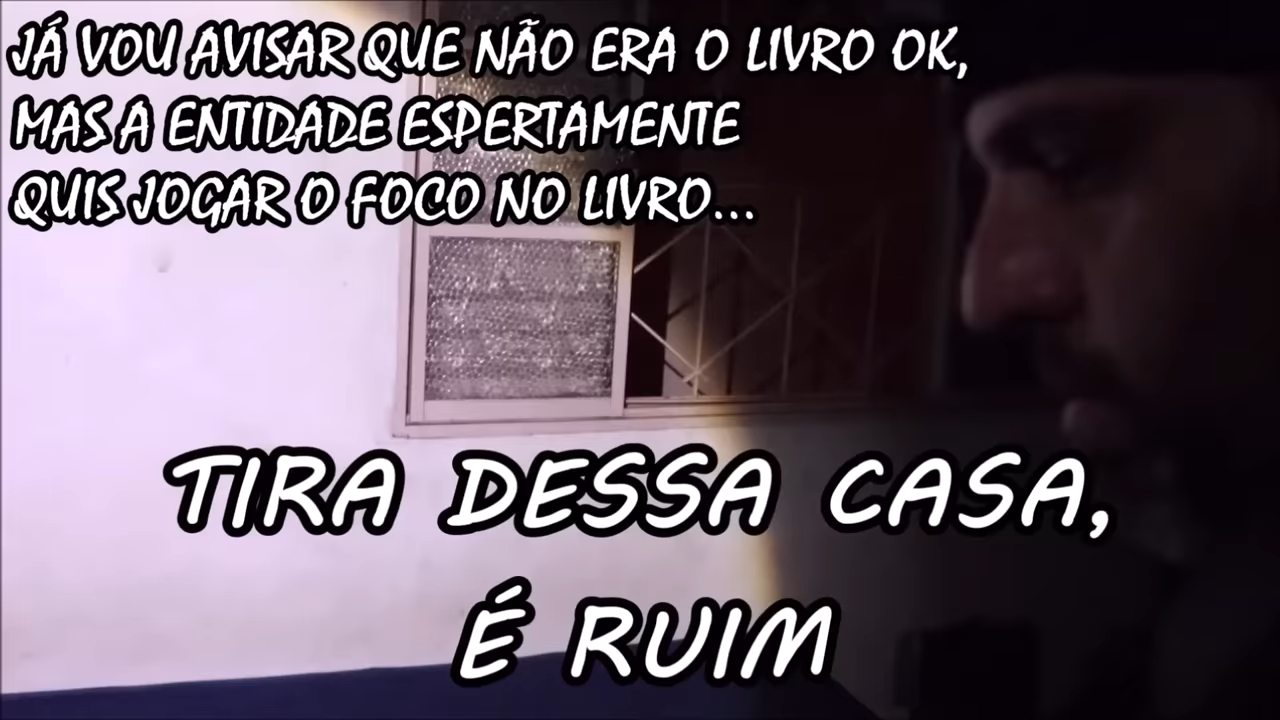 JÁ VOU AVISAR QUE NÃO ERA O LIVRO OK,
MAS A ENTIDADE ESPERTAMENTE
QUIS JOGAR O FOCO NO LIVRO...
TIRA DESSA CASA,
É RUIM